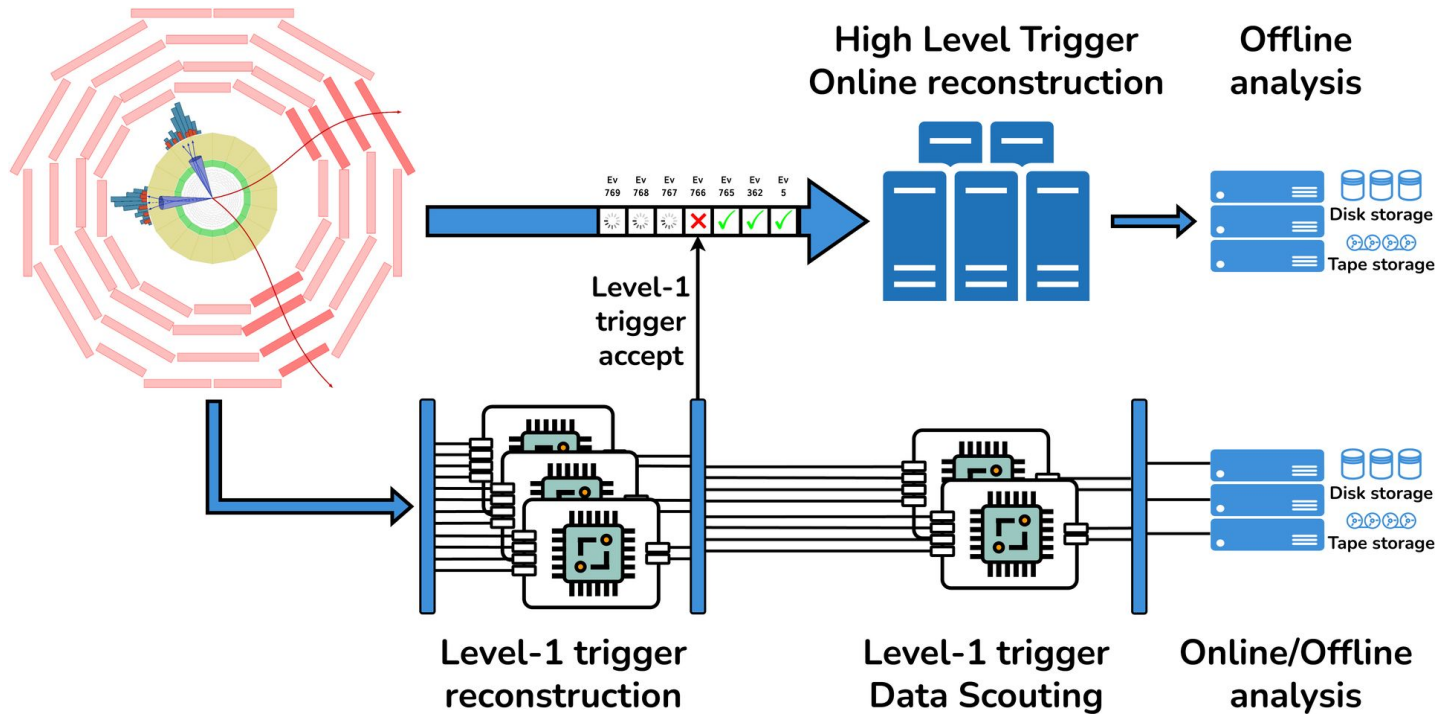 High Level Trigger
Online reconstruction
Offline
analysis
Ev Ev Ev Ev Ev Ev Ev
769 768 767 766 765 362 5
Disk storage
Tape storage
Level-1
trigger
accept
Disk storage
Tape storage
Level-1 trigger
reconstruction
Level-1 trigger
Data Scouting
Online/Offline
analysis